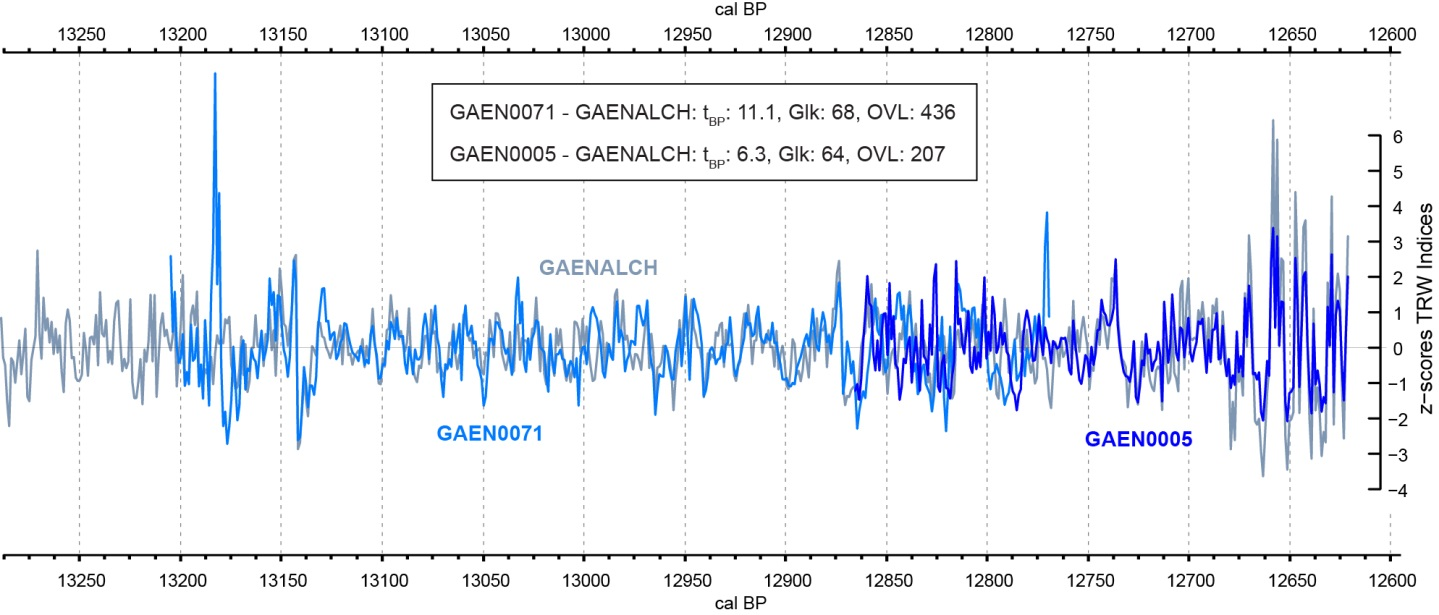 cal BP
13250 13200 13150 13100 13050 13000 12950 12900 12850 12800 12750 12700 12650 12600
GAEN0071 - GAENALCH: tBP: 11.1, Glk: 68, OVL: 436
GAEN0005 - GAENALCH: tBP: 6.3, Glk: 64, OVL: 207
6
5
4
3
2
1
0
−1
−2
−3
−4
z−scores TRW Indices
GAENALCH
GAEN0071
GAEN0005
13250 13200 13150 13100 13050 13000 12950 12900 12850 12800 12750 12700 12650 12600
cal BP